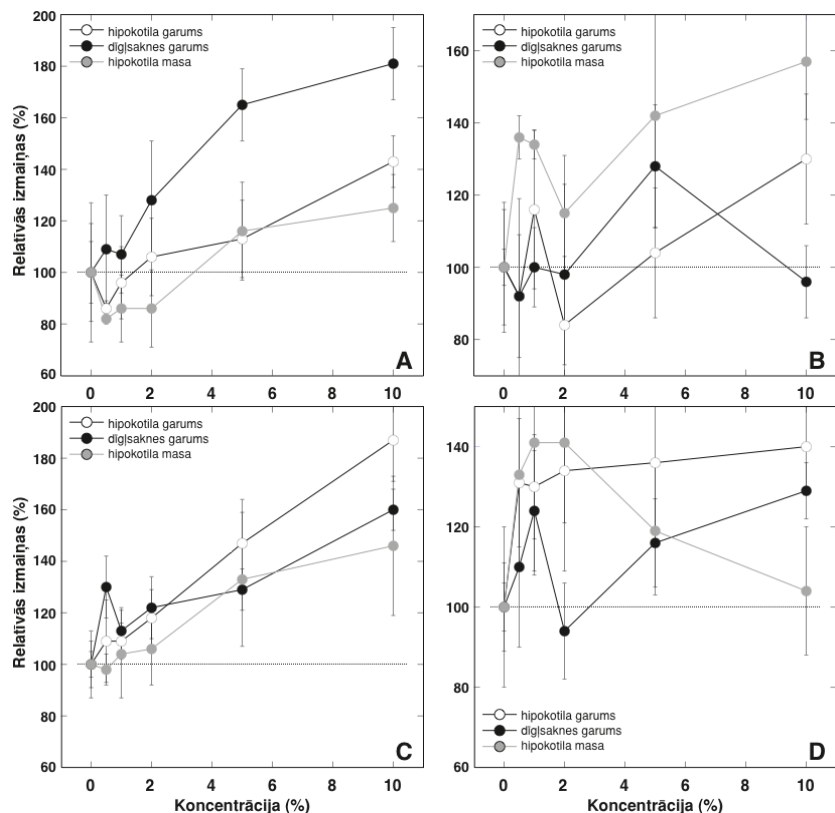 200
180
160
140
120
100
80
60
Relatīvās izmaiņas (%)
hipokotila garums
dīgļsaknes garums
hipokotila masa
A
0 2 4 6 8 10
160
140
120
100
80
hipokotila garums
dīgļsaknes garums
hipokotila masa
B
0 2 4 6 8 10
200
180
160
140
120
100
80
60
Relatīvās izmaiņas (%)
hipokotila garums
dīgļsaknes garums
hipokotila masa
C
0 2 4 6 8 10
Koncentrācija (%)
140
120
100
80
60
hipokotila garums
dīgļsaknes garums
hipokotila masa
D
0 2 4 6 8 10
Koncentrācija (%)